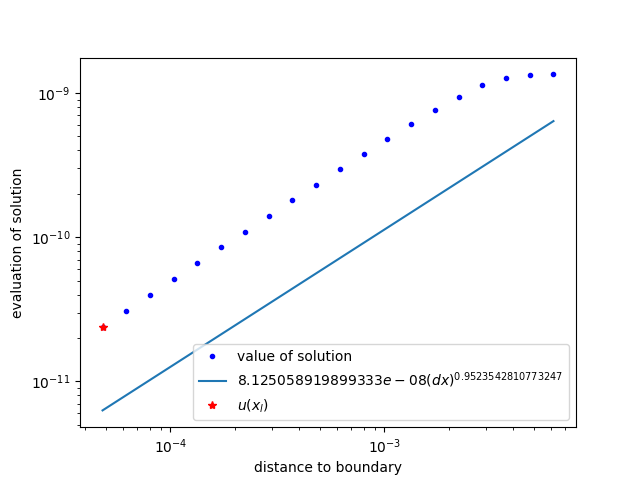 evaluation of solution
10^{-9}
10^{-10}
10^{-11}
value of solution
8.125058919899333e − 08(dx)^{0.9523542810773247}
u(x_l)
10^{-4} 10^{-3}
distance to boundary